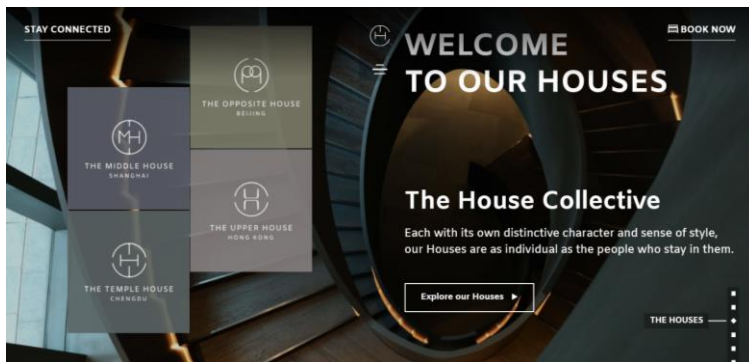 STAY CONNECTED
BOOK NOW
WELCOME
TO OUR HOUSES
THE OPPOSITE HOUSE
BEIJING
MH
THE MIDDLE HOUSE
SHANGHAI
THE UPPER HOUSE
HONG KONG
THE TEMPLE HOUSE
CHENGDU
The House Collective
Each with its own distinctive character and sense of style,
our Houses are as individual as the people who stay in them.
Explore our Houses
THE HOUSES